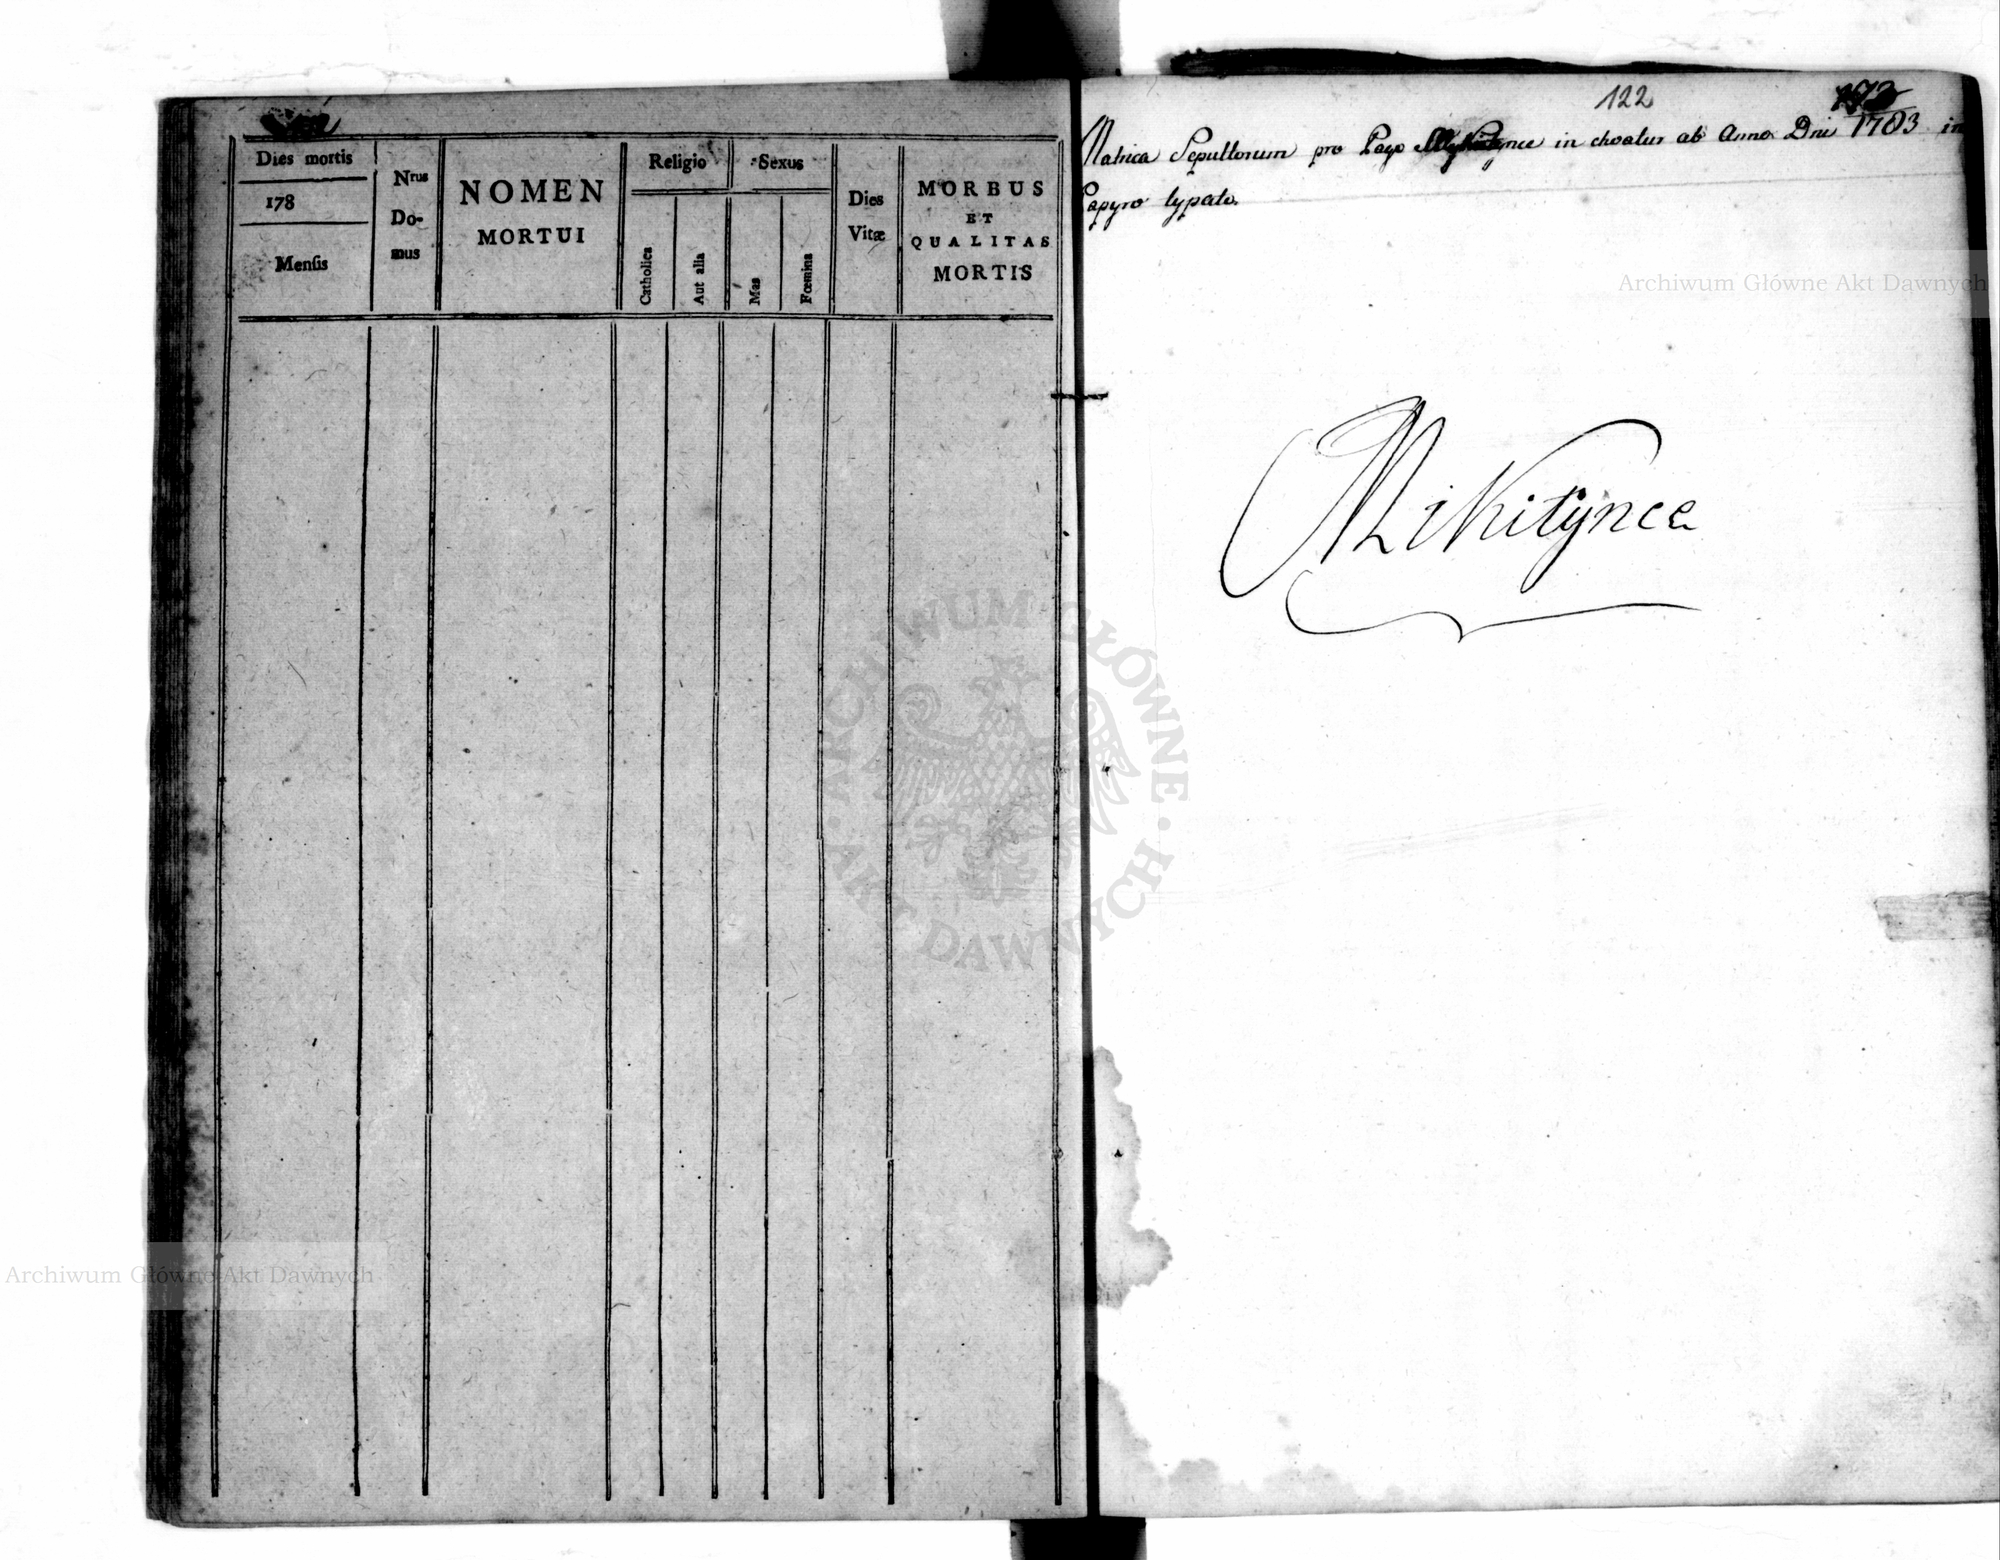 Dies mortis
178
Mensis
Nrus
Do-
mus
NOMEN
MORTUI
Religio
Catholica
Aut alia
Sexus
Mas
Fœmina
Dies
Vitæ
MORBUS
ET
QUALITAS
MORTIS
122
Matrica Sepultorum pro Pago in choatur ab Anno Dni 1783 in
Papyro typato.
Mikitynce
Archiwum Główne Akt Dawnych
ARCHIWUM GŁÓWNE · AKT DAWNYCH ·
Archiwum Główne Akt Dawnych